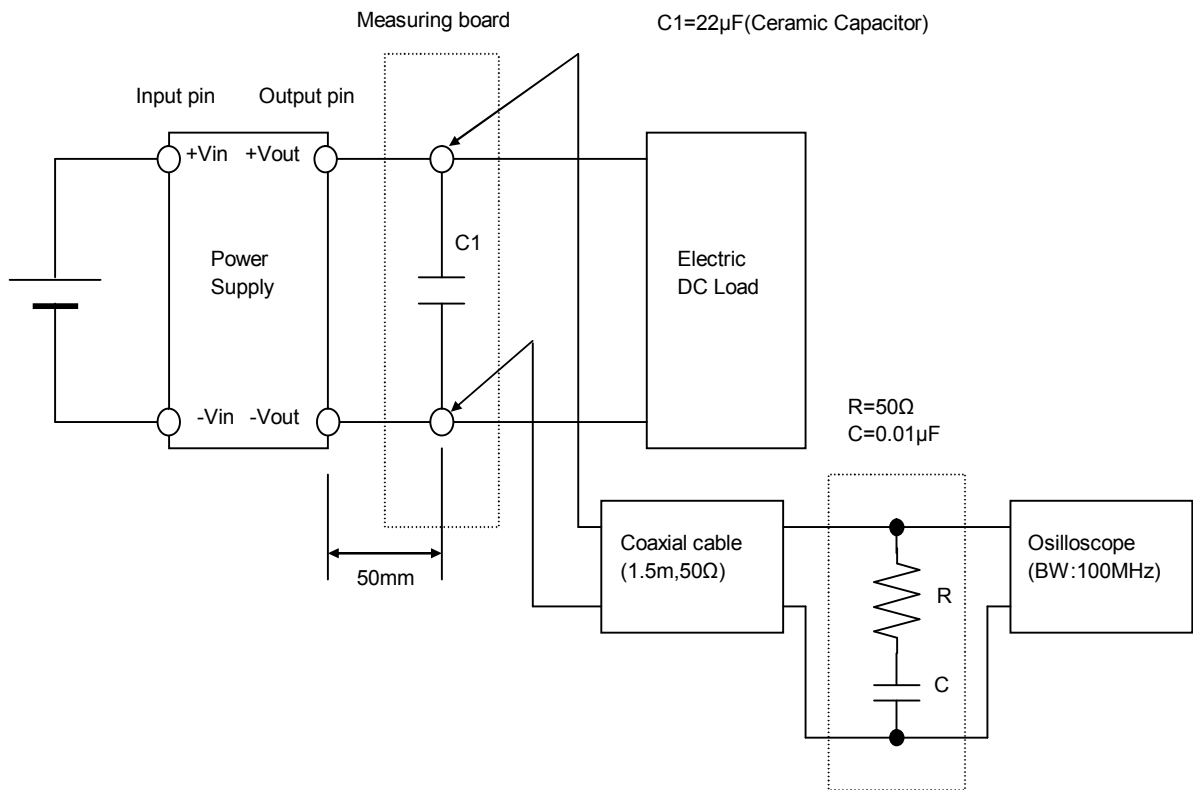 Measuring board
C1=22µF(Ceramic Capacitor)
Input pin
Output pin
+Vin
+Vout
C1
Power
Supply
Electric
DC Load
-Vin
-Vout
R=50Ω
C=0.01µF
50mm
Coaxial cable
(1.5m,50Ω)
R
C
Osilloscope
(BW:100MHz)